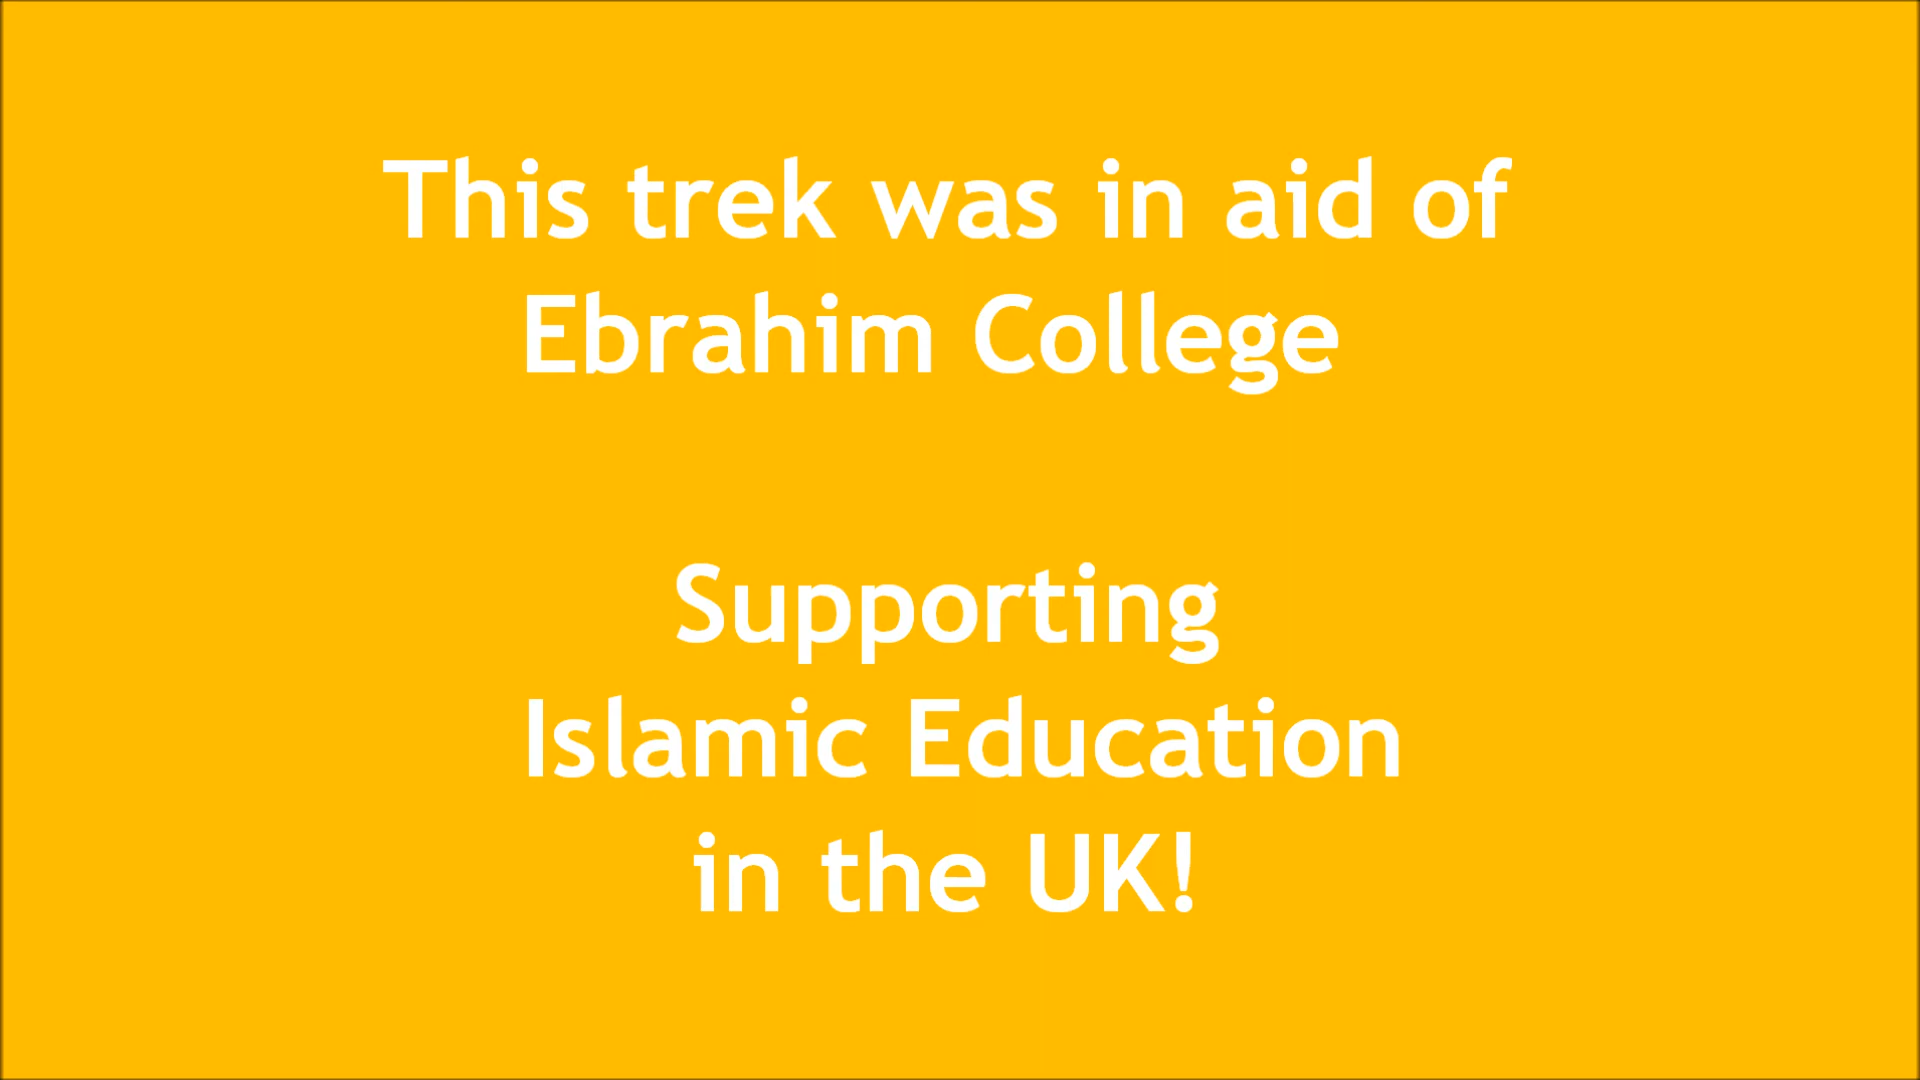 This trek was in aid of
Ebrahim College
Supporting
Islamic Education
in the UK!